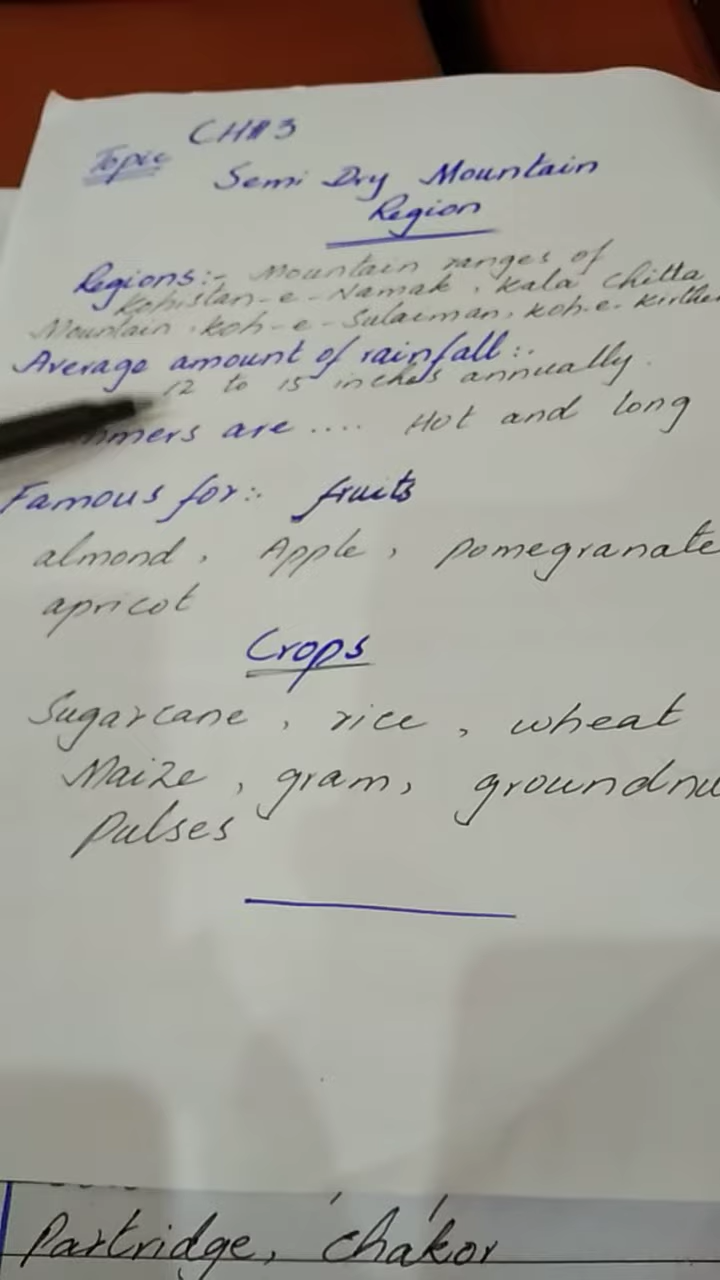 CH#3
Topic
Semi Dry Mountain
Region
Regions:- Mountain ranges of
Kohistan-e-Namak, Kala Chitta
Mountain, koh-e-Sulaiman, koh-e-Kirthe
Average amount of rainfall:-
12 to 15 inches annually.
mmers are .... Hot and long
Famous for:- fruits
almond, Apple, pomegranate
apricot
Crops
Sugarcane, rice, wheat
Maize, gram, groundnu
Pulses
Partridge, chakor